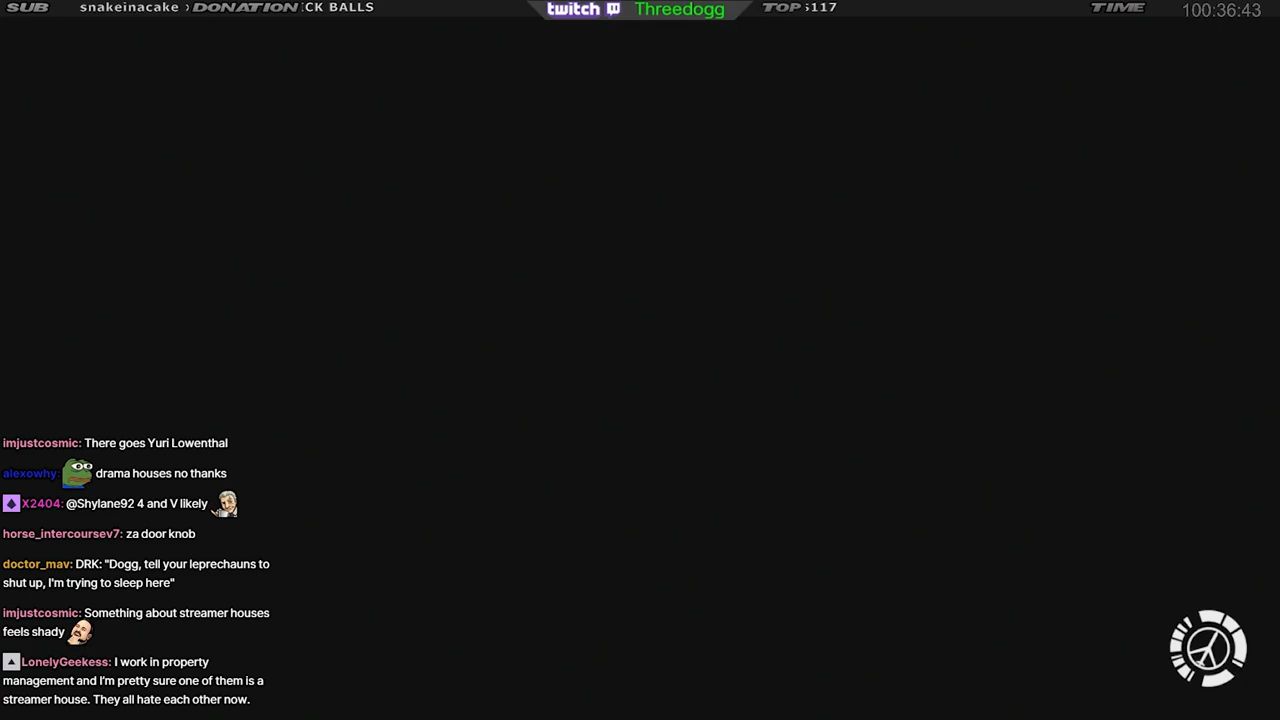 SUB snakeinacake DONATION CK BALLS twitch Threedogg TOP 117 TIME 100:36:43
imjustcosmic: There goes Yuri Lowenthal
alexowhy: drama houses no thanks
X2404: @Shylane92 4 and V likely
horse_intercoursev7: za door knob
doctor_mav: DRK: "Dogg, tell your leprechauns to
shut up, I'm trying to sleep here"
imjustcosmic: Something about streamer houses
feels shady
LonelyGeekess: I work in property
management and I'm pretty sure one of them is a
streamer house. They all hate each other now.